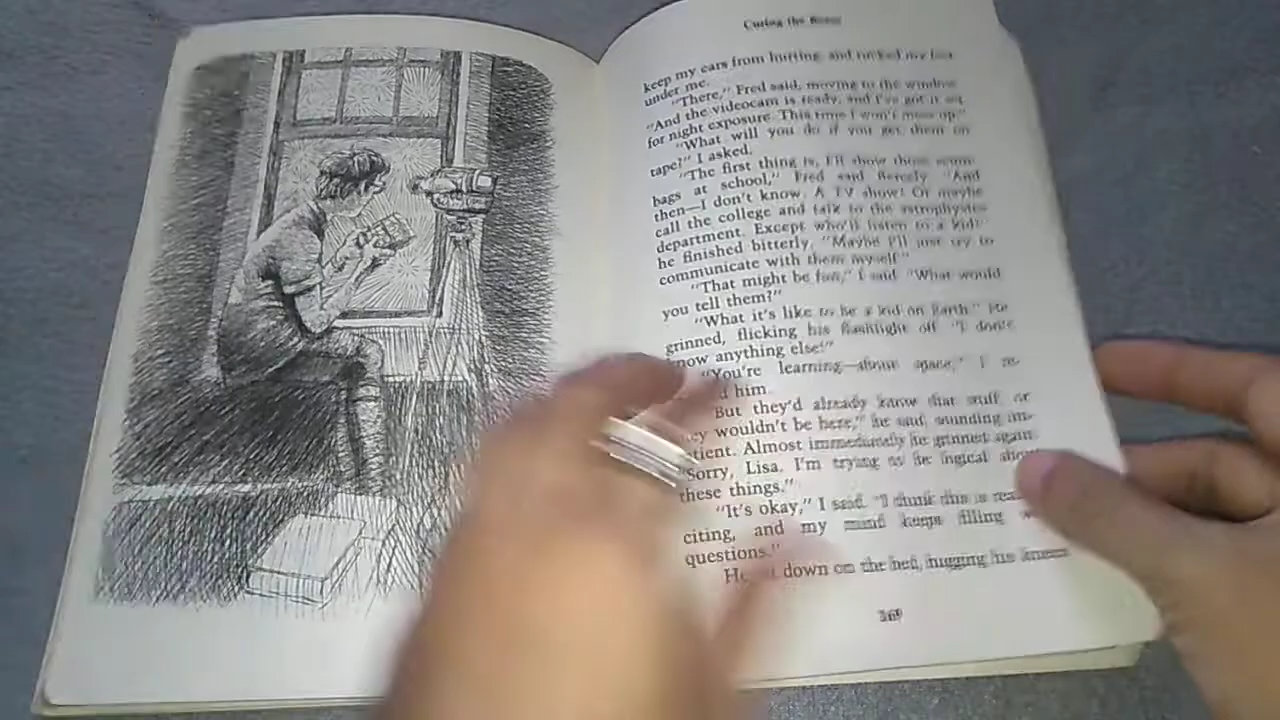 Curing the
keep my ears from hurting, and tucked my feet
under me.
"There," Fred said, moving to the window.
"And the videocam is ready, and I've got it set
for night exposure. This time I won't mess up."
"What will you do if you get them on
tape?" I asked.
"The first thing is, I'll show those scum-
bags at school," Fred said fiercely. "And
then—I don't know. A TV show! Or maybe
call the college and talk to the astrophysics
department. Except who'll listen to a kid?"
he finished bitterly. "Maybe I'll just try to
communicate with them myself."
"That might be fun," I said. "What would
you tell them?"
"What it's like to be a kid on Earth." He
grinned, flicking his flashlight off. "I don't
know anything else!"
"You're learning—about space," I re-
him.
But they'd already know that stuff or
wouldn't be here," he said, sounding im-
patient. Almost immediately he grinned again.
"Sorry, Lisa. I'm trying to be logical about
these things."
"It's okay," I said. "I think this is
citing, and my mind keeps filling
questions."
down on the bed, hugging his knees